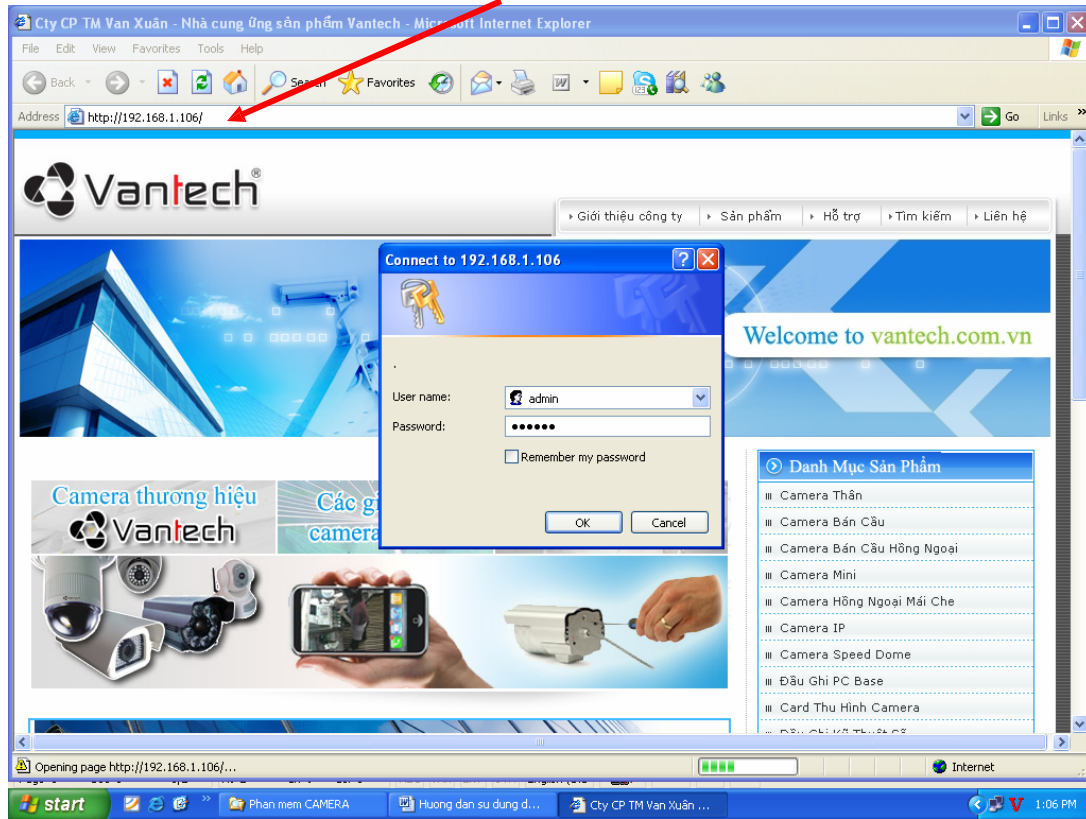 Cty CP TM Van Xuân - Nhà cung ứng sản phẩm Vantech - Microsoft Internet Explorer
File Edit View Favorites Tools Help
Back Search Favorites
Address http://192.168.1.106/ Go Links »
Vantech®
Giới thiệu công ty Sản phẩm Hỗ trợ Tìm kiếm Liên hệ
Connect to 192.168.1.106
Welcome to vantech.com.vn
.
User name: admin
Password: ••••••
Remember my password
OK Cancel
Danh Mục Sản Phẩm
Camera Thân
Camera Bán Cầu
Camera Bán Cầu Hồng Ngoại
Camera Mini
Camera Hồng Ngoại Mái Che
Camera IP
Camera Speed Dome
Đầu Ghi PC Base
Card Thu Hình Camera
Camera thương hiệu
Vantech
Các gi
camera
Opening page http://192.168.1.106/... Internet
start » Phan mem CAMERA Huong dan su dung d... Cty CP TM Van Xuân ... 1:06 PM